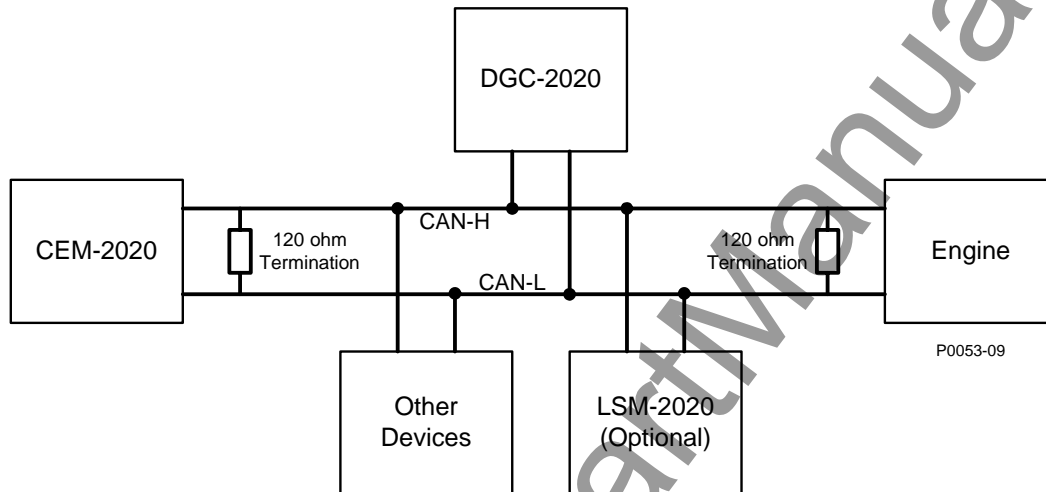 DGC-2020
CEM-2020
120 ohm
Termination
CAN-H
CAN-L
120 ohm
Termination
Engine
P0053-09
Other
Devices
LSM-2020
(Optional)
artManua